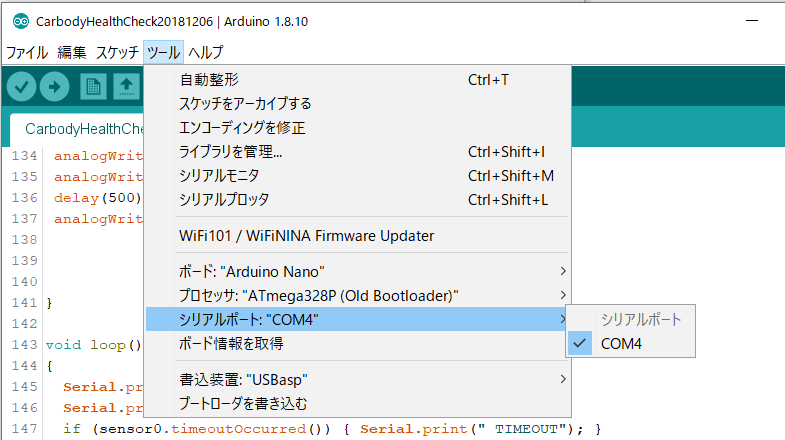 CarbodyHealthCheck20181206 | Arduino 1.8.10
ファイル 編集 スケッチ ツール ヘルプ
自動整形 Ctrl+T
スケッチをアーカイブする
エンコーディングを修正
CarbodyHealthChe
ライブラリを管理... Ctrl+Shift+I
シリアルモニタ Ctrl+Shift+M
シリアルプロッタ Ctrl+Shift+L
WiFi101 / WiFiNINA Firmware Updater
ボード: "Arduino Nano"
プロセッサ: "ATmega328P (Old Bootloader)"
シリアルポート: "COM4"
シリアルポート
COM4
ボード情報を取得
書込装置: "USBasp"
ブートローダを書き込む
134 analogWrit
135 analogWrit
136 delay(500)
137 analogWrit
138
139
140
141 }
142
143 void loop()
144 {
145 Serial.pr
146 Serial.pr
147 if (sensor0.timeoutOccurred()) { Serial.print(" TIMEOUT"); }